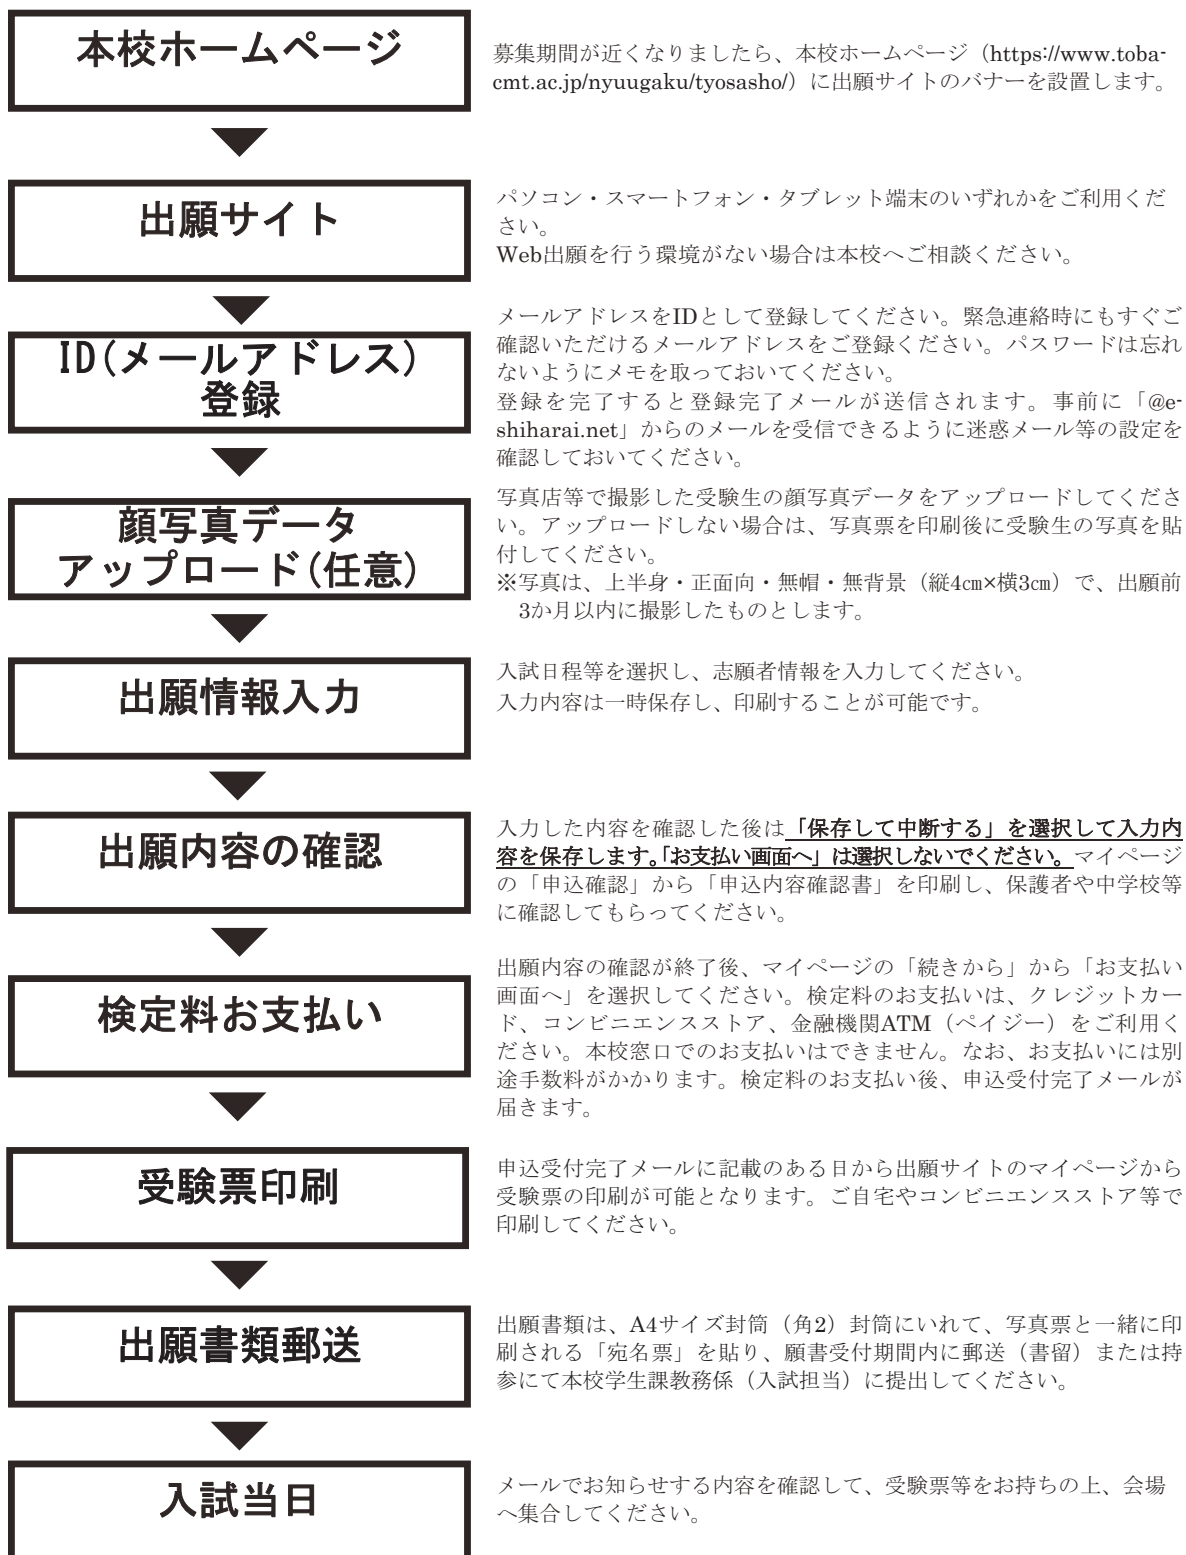 本校ホームページ
募集期間が近くなりましたら、本校ホームページ（https://www.toba-
cmt.ac.jp/nyuugaku/tyosasho/）に出願サイトのバナーを設置します。
出願サイト
パソコン・スマートフォン・タブレット端末のいずれかをご利用くだ
さい。
Web出願を行う環境がない場合は本校へご相談ください。
ID(メールアドレス)
登録
メールアドレスをIDとして登録してください。緊急連絡時にもすぐご
確認いただけるメールアドレスをご登録ください。パスワードは忘れ
ないようにメモを取っておいてください。
登録を完了すると登録完了メールが送信されます。事前に「@e-
shiharai.net」からのメールを受信できるように迷惑メール等の設定を
確認しておいてください。
顔写真データ
アップロード(任意)
写真店等で撮影した受験生の顔写真データをアップロードしてくださ
い。アップロードしない場合は、写真票を印刷後に受験生の写真を貼
付してください。
※写真は、上半身・正面向・無帽・無背景（縦4㎝×横3㎝）で、出願前
3か月以内に撮影したものとします。
出願情報入力
入試日程等を選択し、志願者情報を入力してください。
入力内容は一時保存し、印刷することが可能です。
出願内容の確認
入力した内容を確認した後は「保存して中断する」を選択して入力内
容を保存します。「お支払い画面へ」は選択しないでください。マイページ
の「申込確認」から「申込内容確認書」を印刷し、保護者や中学校等
に確認してもらってください。
検定料お支払い
出願内容の確認が終了後、マイページの「続きから」から「お支払い
画面へ」を選択してください。検定料のお支払いは、クレジットカー
ド、コンビニエンスストア、金融機関ATM（ペイジー）をご利用く
ださい。本校窓口でのお支払いはできません。なお、お支払いには別
途手数料がかかります。検定料のお支払い後、申込受付完了メールが
届きます。
受験票印刷
申込受付完了メールに記載のある日から出願サイトのマイページから
受験票の印刷が可能となります。ご自宅やコンビニエンスストア等で
印刷してください。
出願書類郵送
出願書類は、A4サイズ封筒（角2）封筒にいれて、写真票と一緒に印
刷される「宛名票」を貼り、願書受付期間内に郵送（書留）または持
参にて本校学生課教務係（入試担当）に提出してください。
入試当日
メールでお知らせする内容を確認して、受験票等をお持ちの上、会場
へ集合してください。